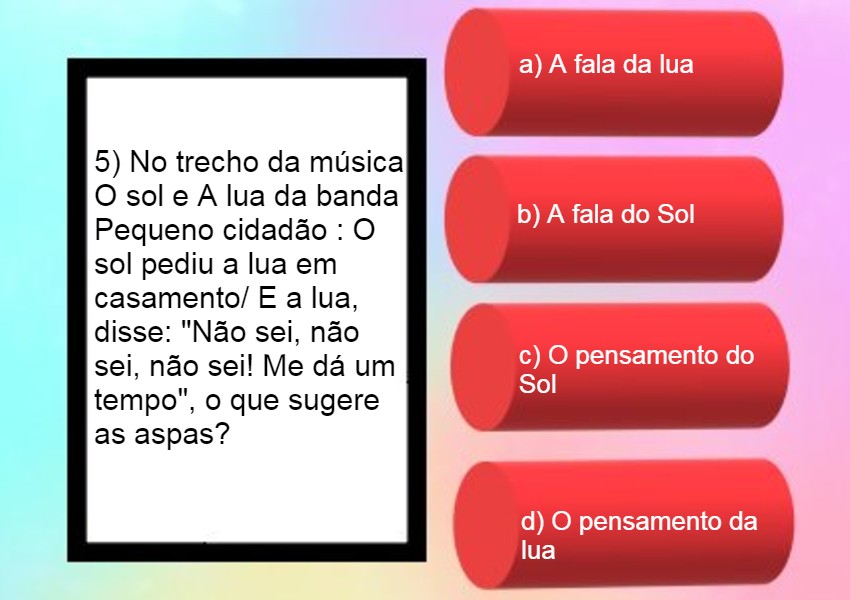 5) No trecho da música
O sol e A lua da banda
Pequeno cidadão : O
sol pediu a lua em
casamento/ E a lua,
disse: "Não sei, não
sei, não sei! Me dá um
tempo", o que sugere
as aspas?
a) A fala da lua
b) A fala do Sol
c) O pensamento do
Sol
d) O pensamento da
lua